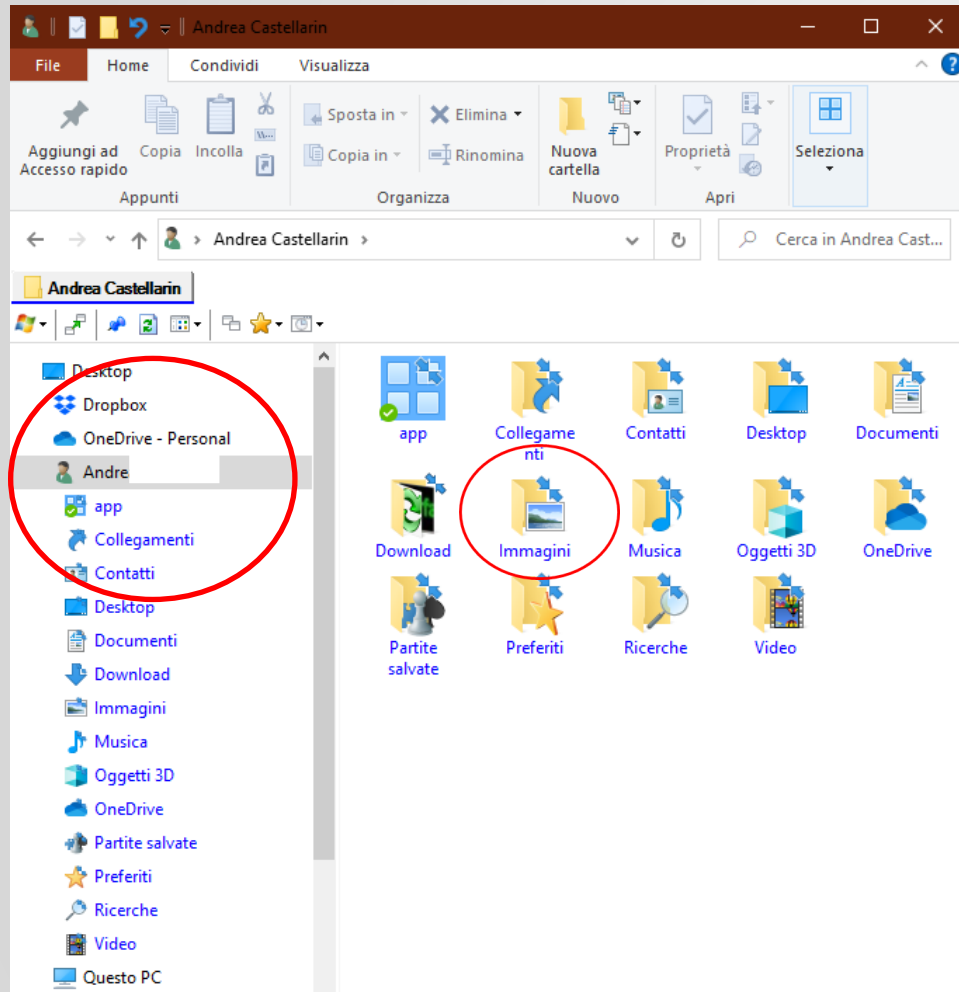 Andrea Castellarin
File Home Condividi Visualizza
Aggiungi ad
Accesso rapido
Copia
Incolla
Sposta in
Copia in
Elimina
Rinomina
Nuova
cartella
Proprietà
Seleziona
Appunti
Organizza
Nuovo
Apri
Andrea Castellarin
Cerca in Andrea Cast...
Andrea Castellarin
Desktop
Dropbox
OneDrive - Personal
Andre
app
Collegamenti
Contatti
Desktop
Documenti
Download
Immagini
Musica
Oggetti 3D
OneDrive
Partite salvate
Preferiti
Ricerche
Video
Questo PC
app
Collegame
nti
Contatti
Desktop
Documenti
Download
Immagini
Musica
Oggetti 3D
OneDrive
Partite
salvate
Preferiti
Ricerche
Video